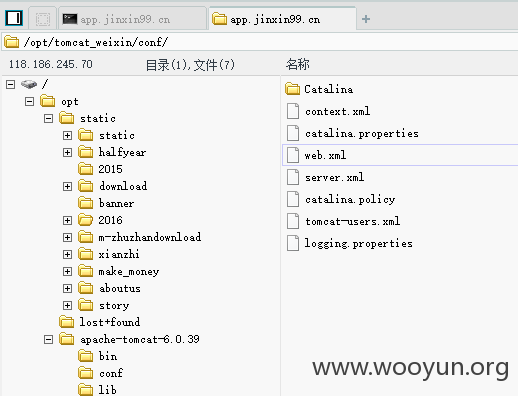 app.jinxin99.cn
app.jinxin99.cn
+
/opt/tomcat_weixin/conf/
118.186.245.70
目录(1),文件(7)
名称
/
opt
static
static
halfyear
2015
download
banner
2016
m-zhuzhandownload
xianzhi
make_money
aboutus
story
lost+found
apache-tomcat-6.0.39
bin
conf
lib
Catalina
context.xml
catalina.properties
web.xml
server.xml
catalina.policy
tomcat-users.xml
logging.properties
www.wooyun.org